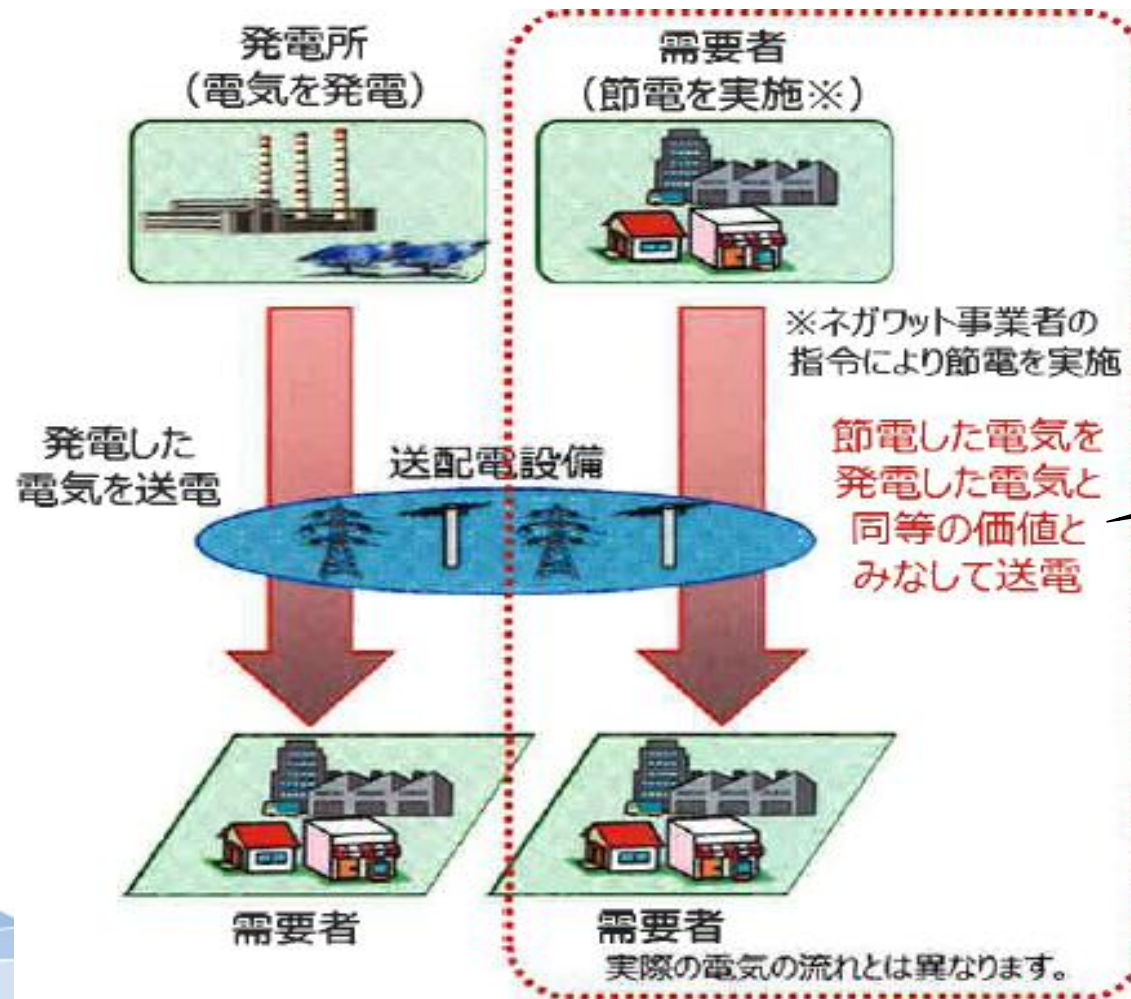 発電所
（電気を発電）
需要者
（節電を実施※）
※ネガワット事業者の
指令により節電を実施
発電した
電気を送電
送配電設備
節電した電気を
発電した電気と
同等の価値と
みなして送電
需要者
需要者
実際の電気の流れとは異なります。